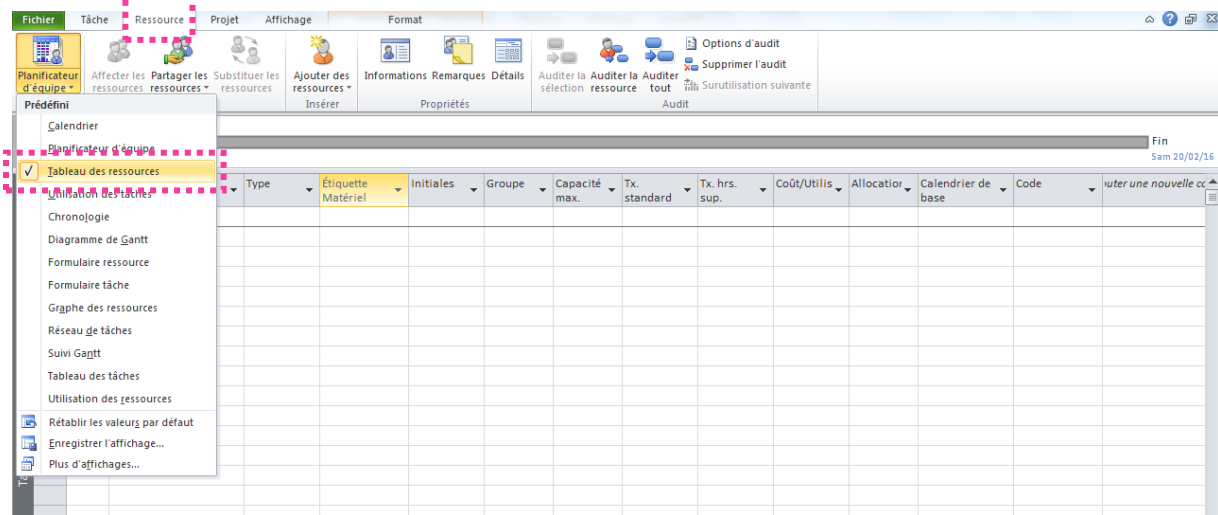 Fichier Tâche Ressource Projet Affichage Format
Planificateur d'équipe
Affecter les ressources
Partager les ressources
Substituer les ressources
Ajouter des ressources
Informations Remarques Détails
Auditer la sélection
Auditer la ressource
Auditer tout
Options d'audit
Supprimer l'audit
Surutilisation suivante
Insérer Propriétés Audit
Prédéfini
Calendrier
Planificateur d'équipe
Tableau des ressources
Utilisation des tâches
Chronologie
Diagramme de Gantt
Formulaire ressource
Formulaire tâche
Graphe des ressources
Réseau de tâches
Suivi Gantt
Tableau des tâches
Utilisation des ressources
Rétablir les valeurs par défaut
Enregistrer l'affichage...
Plus d'affichages...
Fin
Sam 20/02/16
Type
Étiquette Matériel
Initiales
Groupe
Capacité max.
Tx. standard
Tx. hrs. sup.
Coût/Utilis
Allocation
Calendrier de base
Code
uter une nouvelle co
Ta